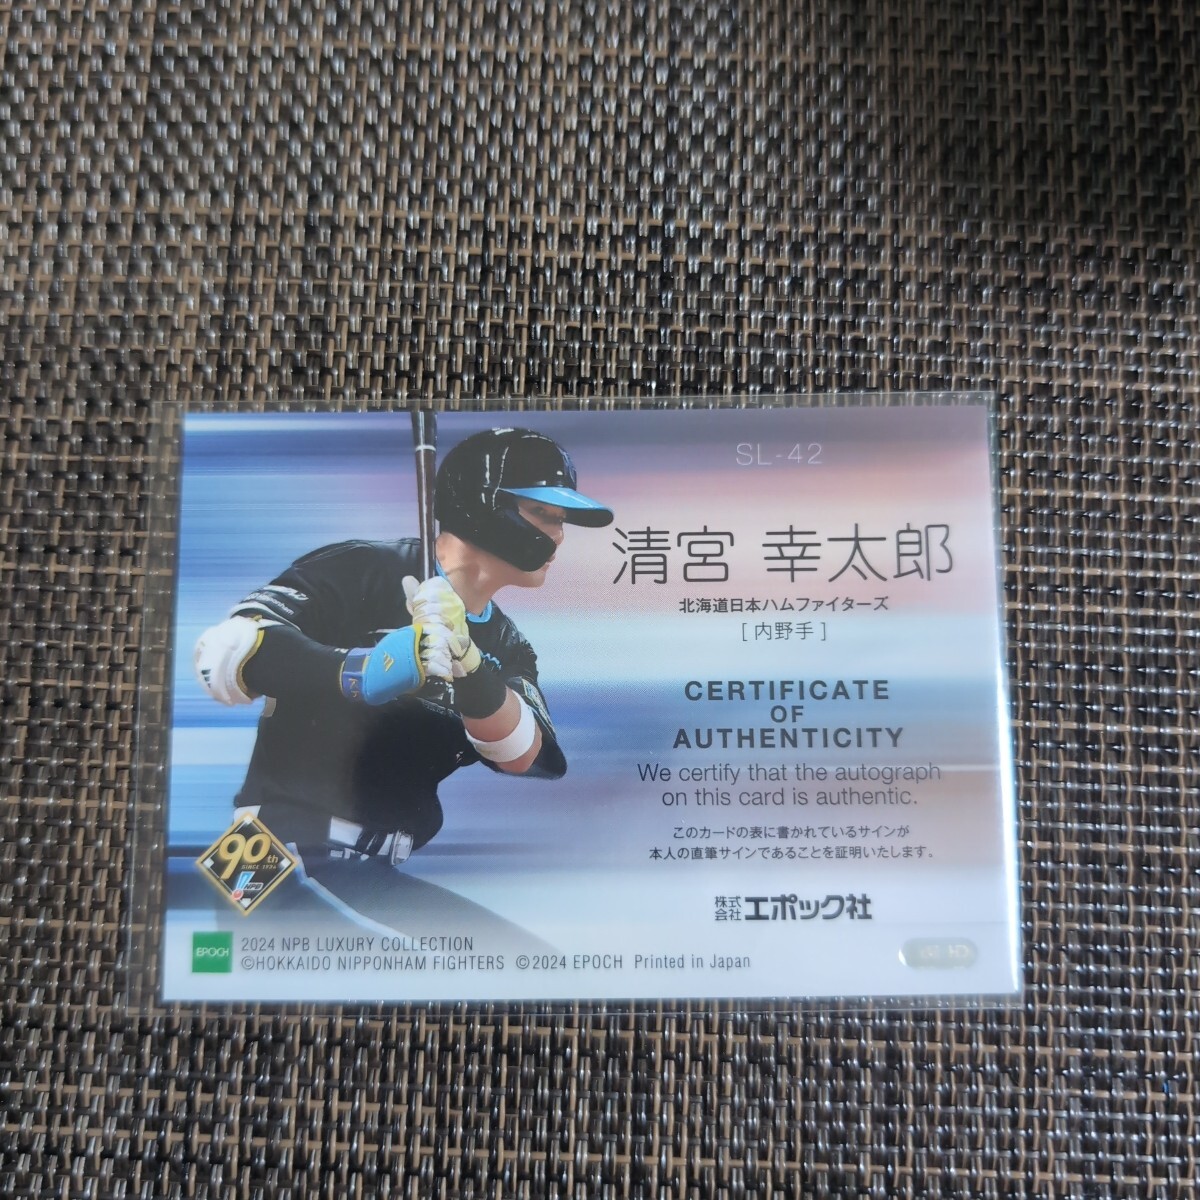 SL-42
清宮 幸太郎
北海道日本ハムファイターズ
[ 内野手 ]
CERTIFICATE
OF
AUTHENTICITY
We certify that the autograph
on this card is authentic.
このカードの表に書かれているサインが
本人の直筆サインであることを証明いたします。
株式会社エポック社
90th
SINCE 1934
NPB
EPOCH
2024 NPB LUXURY COLLECTION
©HOKKAIDO NIPPONHAM FIGHTERS ©2024 EPOCH Printed in Japan